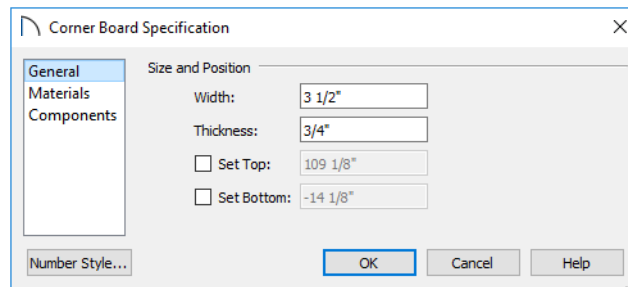 Corner Board Specification
General
Materials
Components
Size and Position
Width: 3 1/2"
Thickness: 3/4"
Set Top: 109 1/8"
Set Bottom: -14 1/8"
Number Style... OK Cancel Help